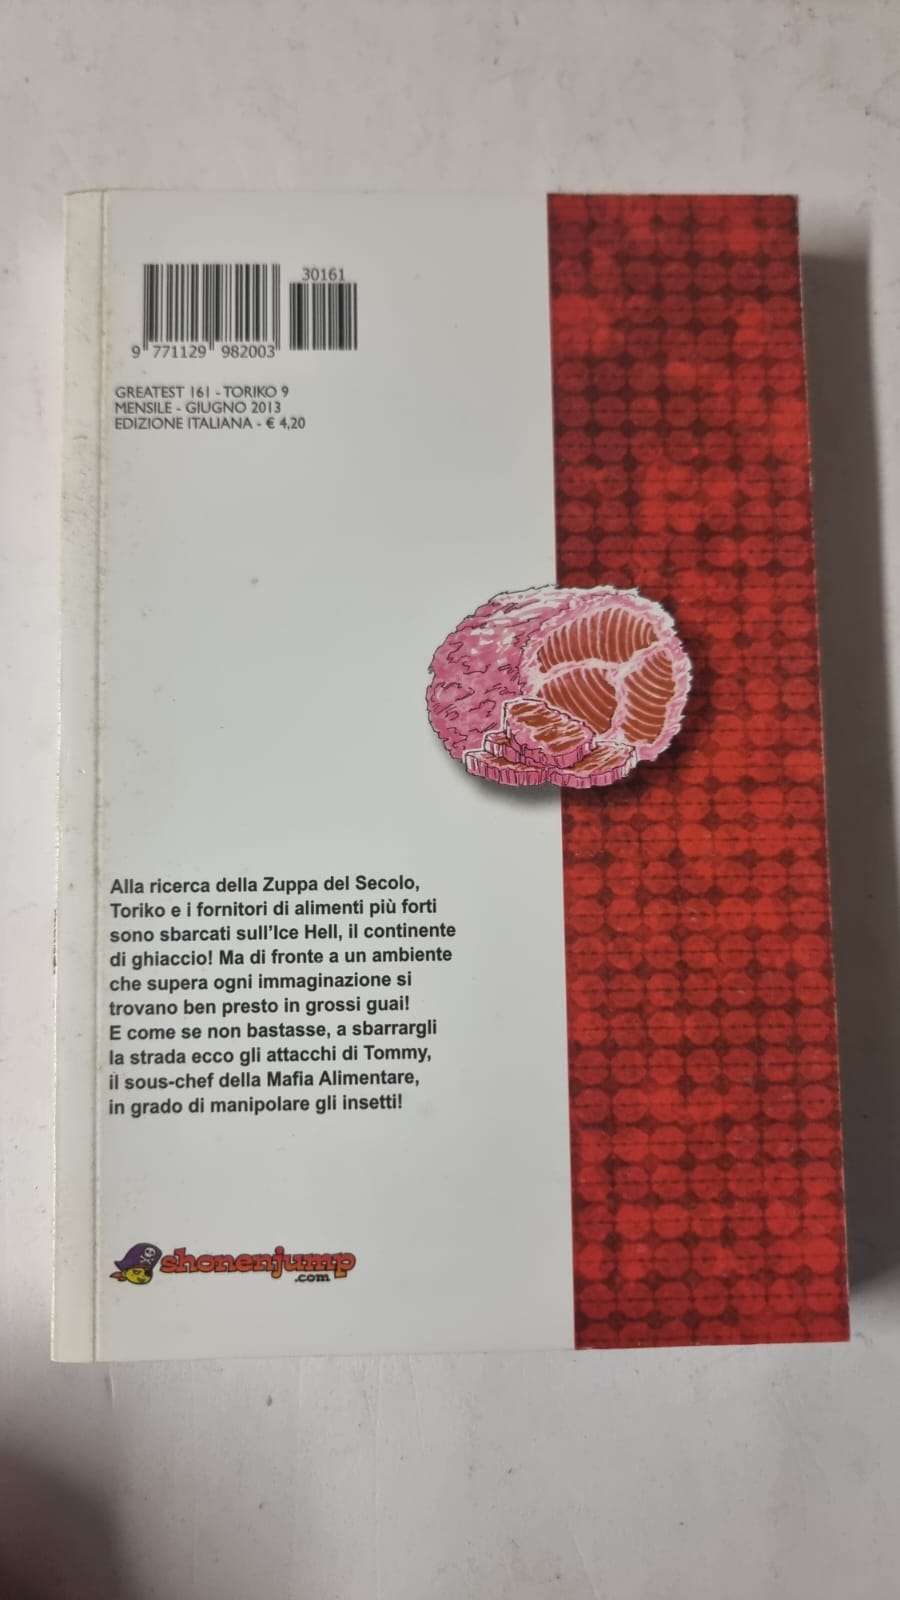 30161
9 771129 982003
GREATEST 161 - TORIKO 9
MENSILE - GIUGNO 2013
EDIZIONE ITALIANA - € 4,20
Alla ricerca della Zuppa del Secolo,
Toriko e i fornitori di alimenti più forti
sono sbarcati sull'Ice Hell, il continente
di ghiaccio! Ma di fronte a un ambiente
che supera ogni immaginazione si
trovano ben presto in grossi guai!
E come se non bastasse, a sbarrargli
la strada ecco gli attacchi di Tommy,
il sous-chef della Mafia Alimentare,
in grado di manipolare gli insetti!
shonenjump
.com